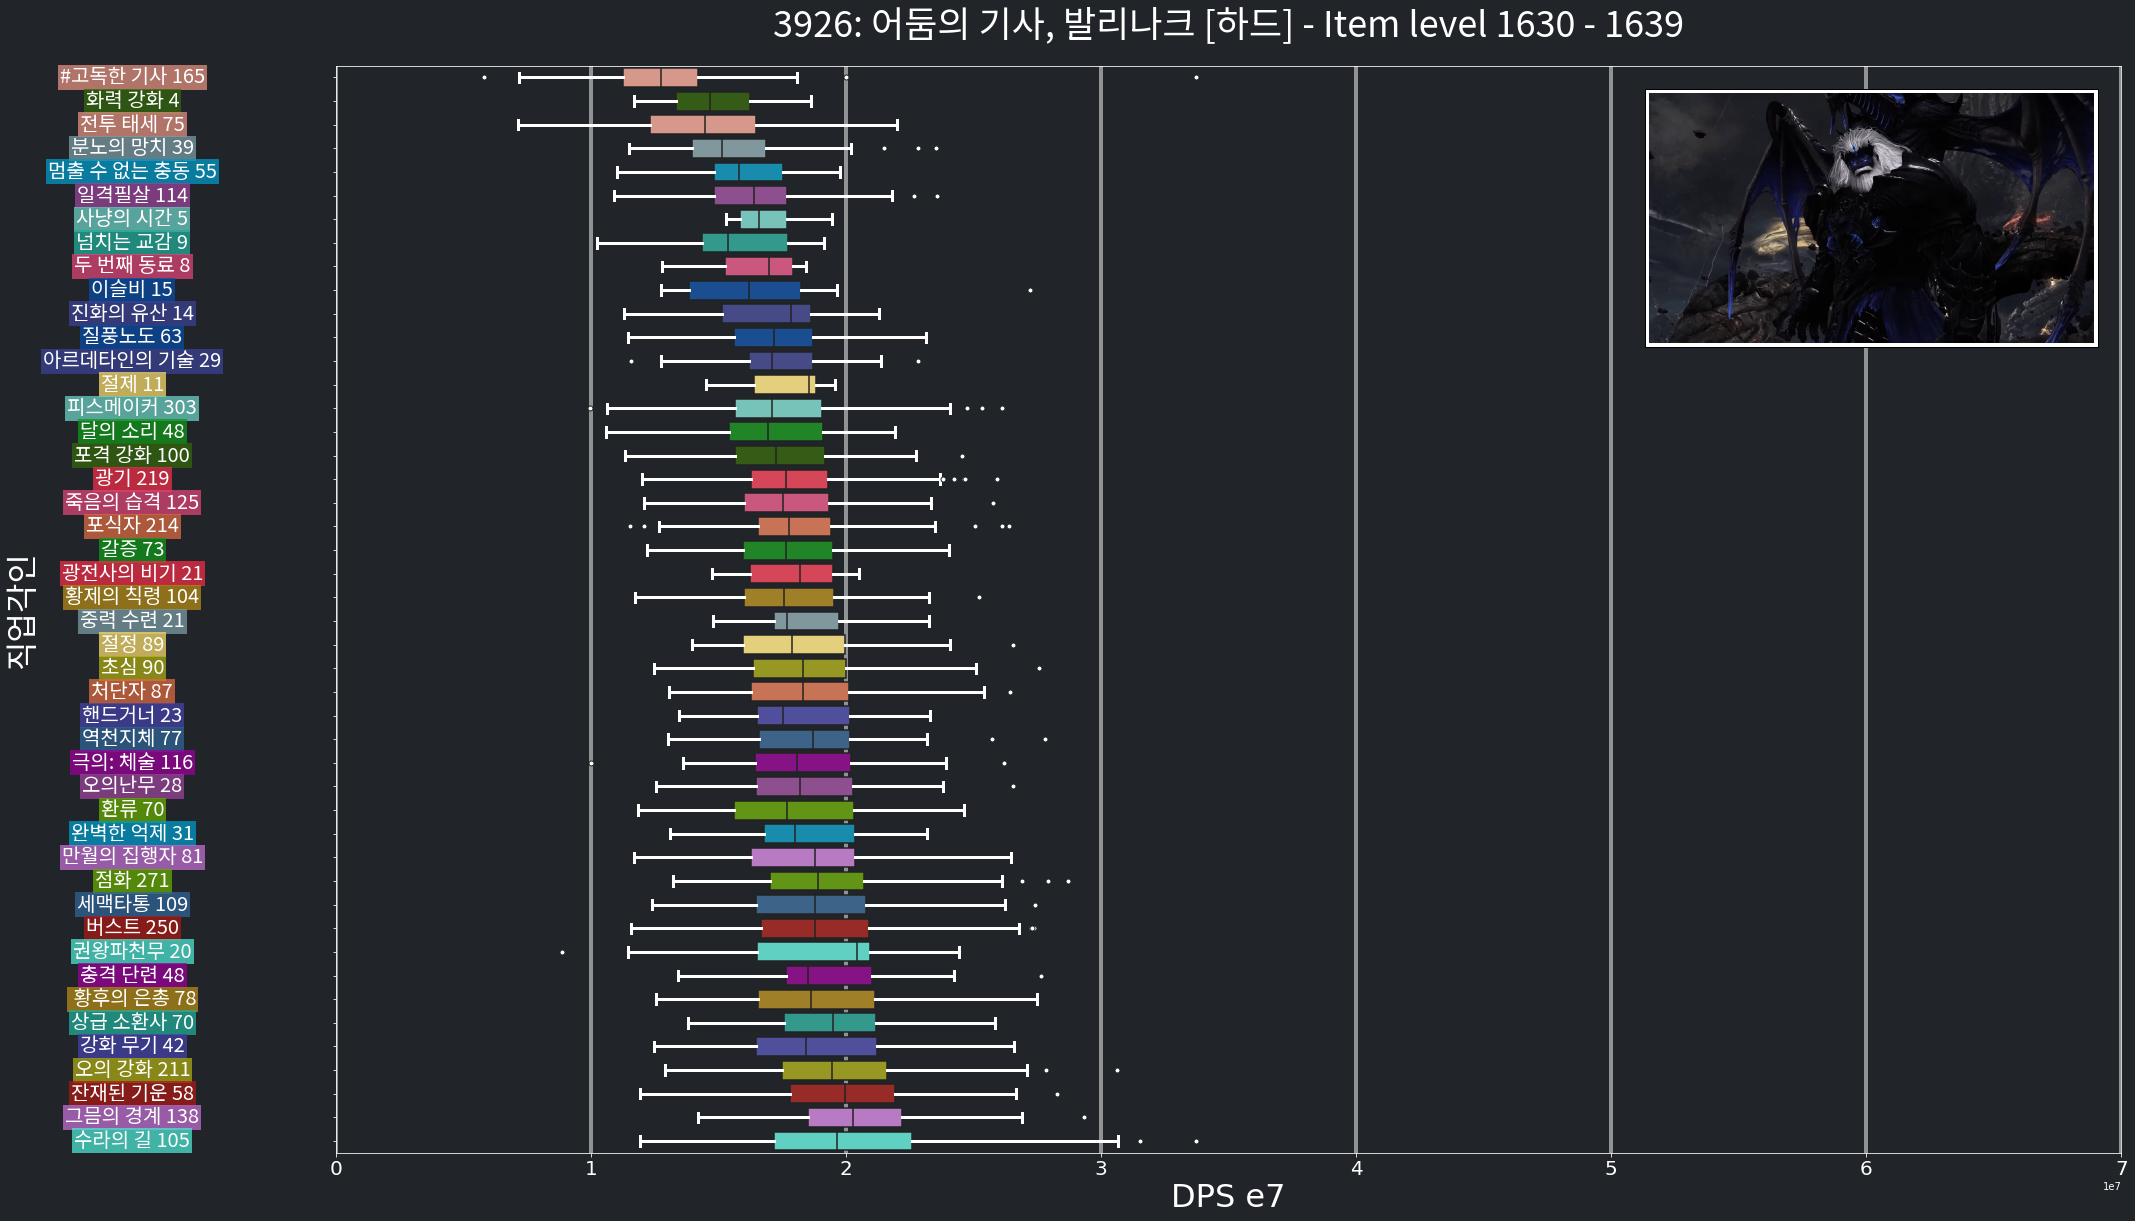 3926: 어둠의 기사, 발리나크 [하드] - Item level 1630 - 1639
#고독한 기사 165
화력 강화 4
전투 태세 75
분노의 망치 39
멈출 수 없는 충동 55
일격필살 114
사냥의 시간 5
넘치는 교감 9
두 번째 동료 8
이슬비 15
진화의 유산 14
질풍노도 63
아르데타인의 기술 29
절제 11
피스메이커 303
달의 소리 48
포격 강화 100
광기 219
죽음의 습격 125
포식자 214
갈증 73
광전사의 비기 21
황제의 칙령 104
중력 수련 21
절정 89
초심 90
처단자 87
핸드거너 23
역천지체 77
극의: 체술 116
오의난무 28
환류 70
완벽한 억제 31
만월의 집행자 81
점화 271
세맥타통 109
버스트 250
권왕파천무 20
충격 단련 48
황후의 은총 78
상급 소환사 70
강화 무기 42
오의 강화 211
잔재된 기운 58
그믐의 경계 138
수라의 길 105
직업각인
0 1 2 3 4 5 6 7
1e7
DPS e7